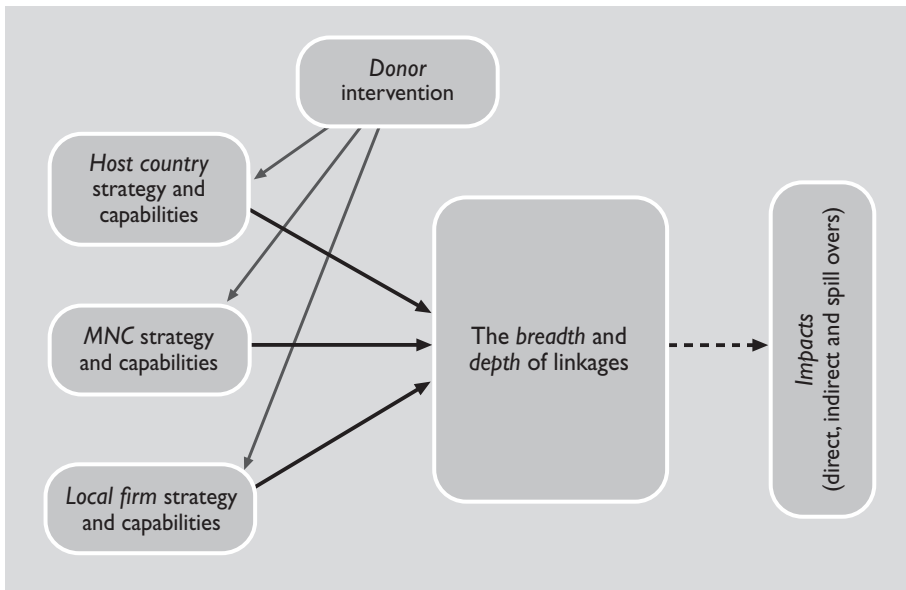 Donor
intervention
Host country
strategy and
capabilities
MNC strategy
and capabilities
Local firm strategy
and capabilities
The breadth and
depth of linkages
Impacts
(direct, indirect and spill overs)